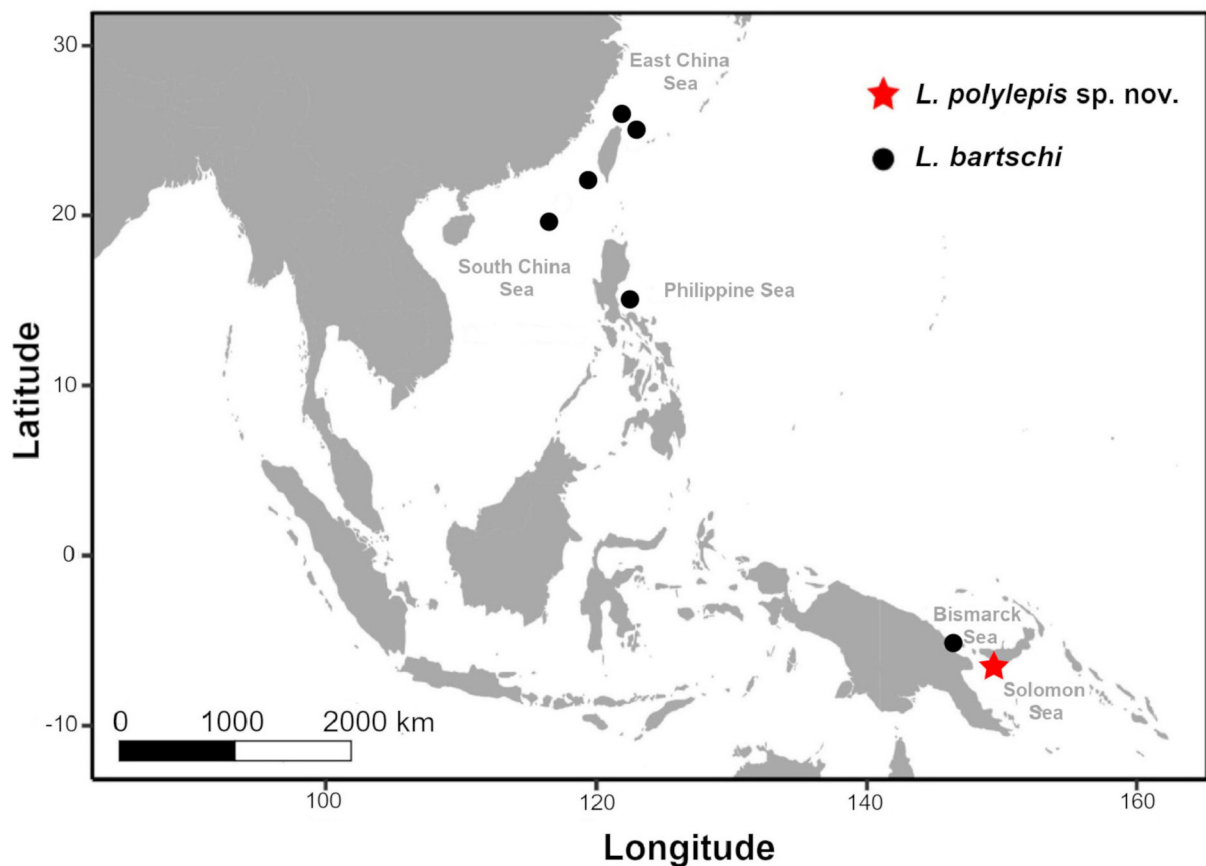 30
East China
Sea
L. polylepis sp. nov.
L. bartschi
20
South China
Sea
Philippine Sea
Latitude
10
0
Bismarck
Sea
Solomon
Sea
-10
0 1000 2000 km
100 120 140 160
Longitude